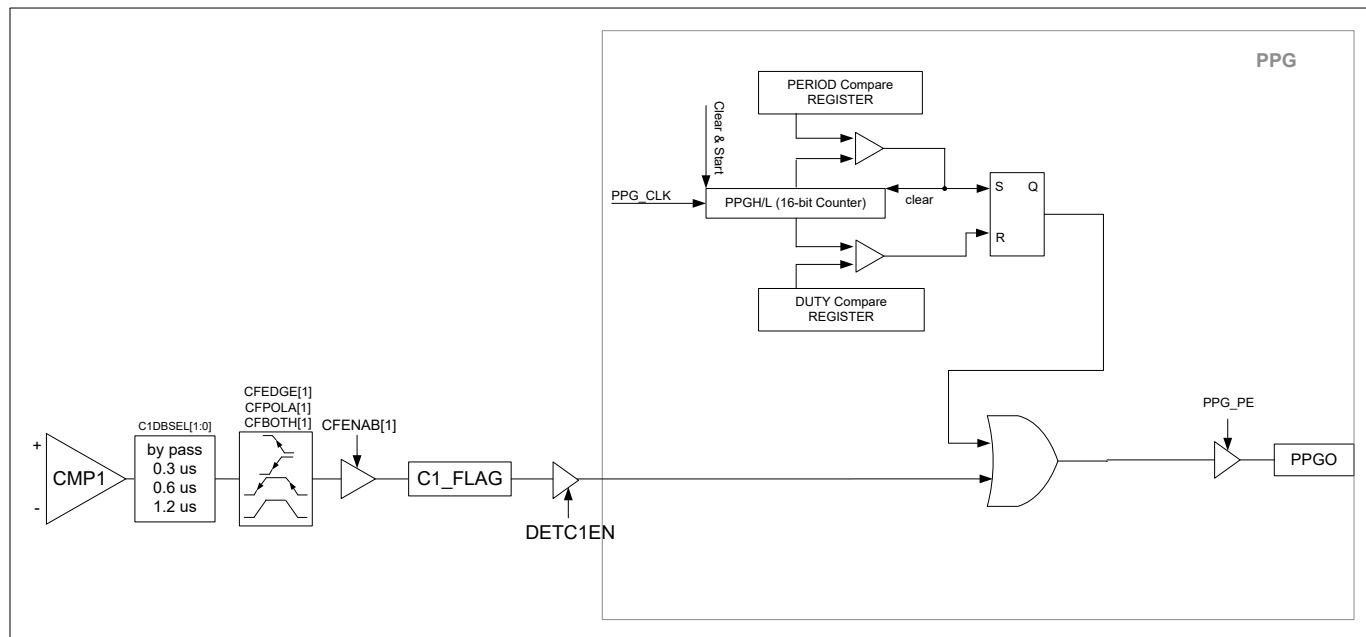 PPG
PERIOD Compare
REGISTER
Clear & Start
PPG_CLK
PPGH/L (16-bit Counter)
clear
S
Q
R
DUTY Compare
REGISTER
CFEDGE[1]
CFPOLA[1]
CFBOTH[1]
C1DBSEL[1:0]
CFENAB[1]
PPG_PE
+
CMP1
-
by pass
0.3 us
0.6 us
1.2 us
C1_FLAG
DETC1EN
PPGO